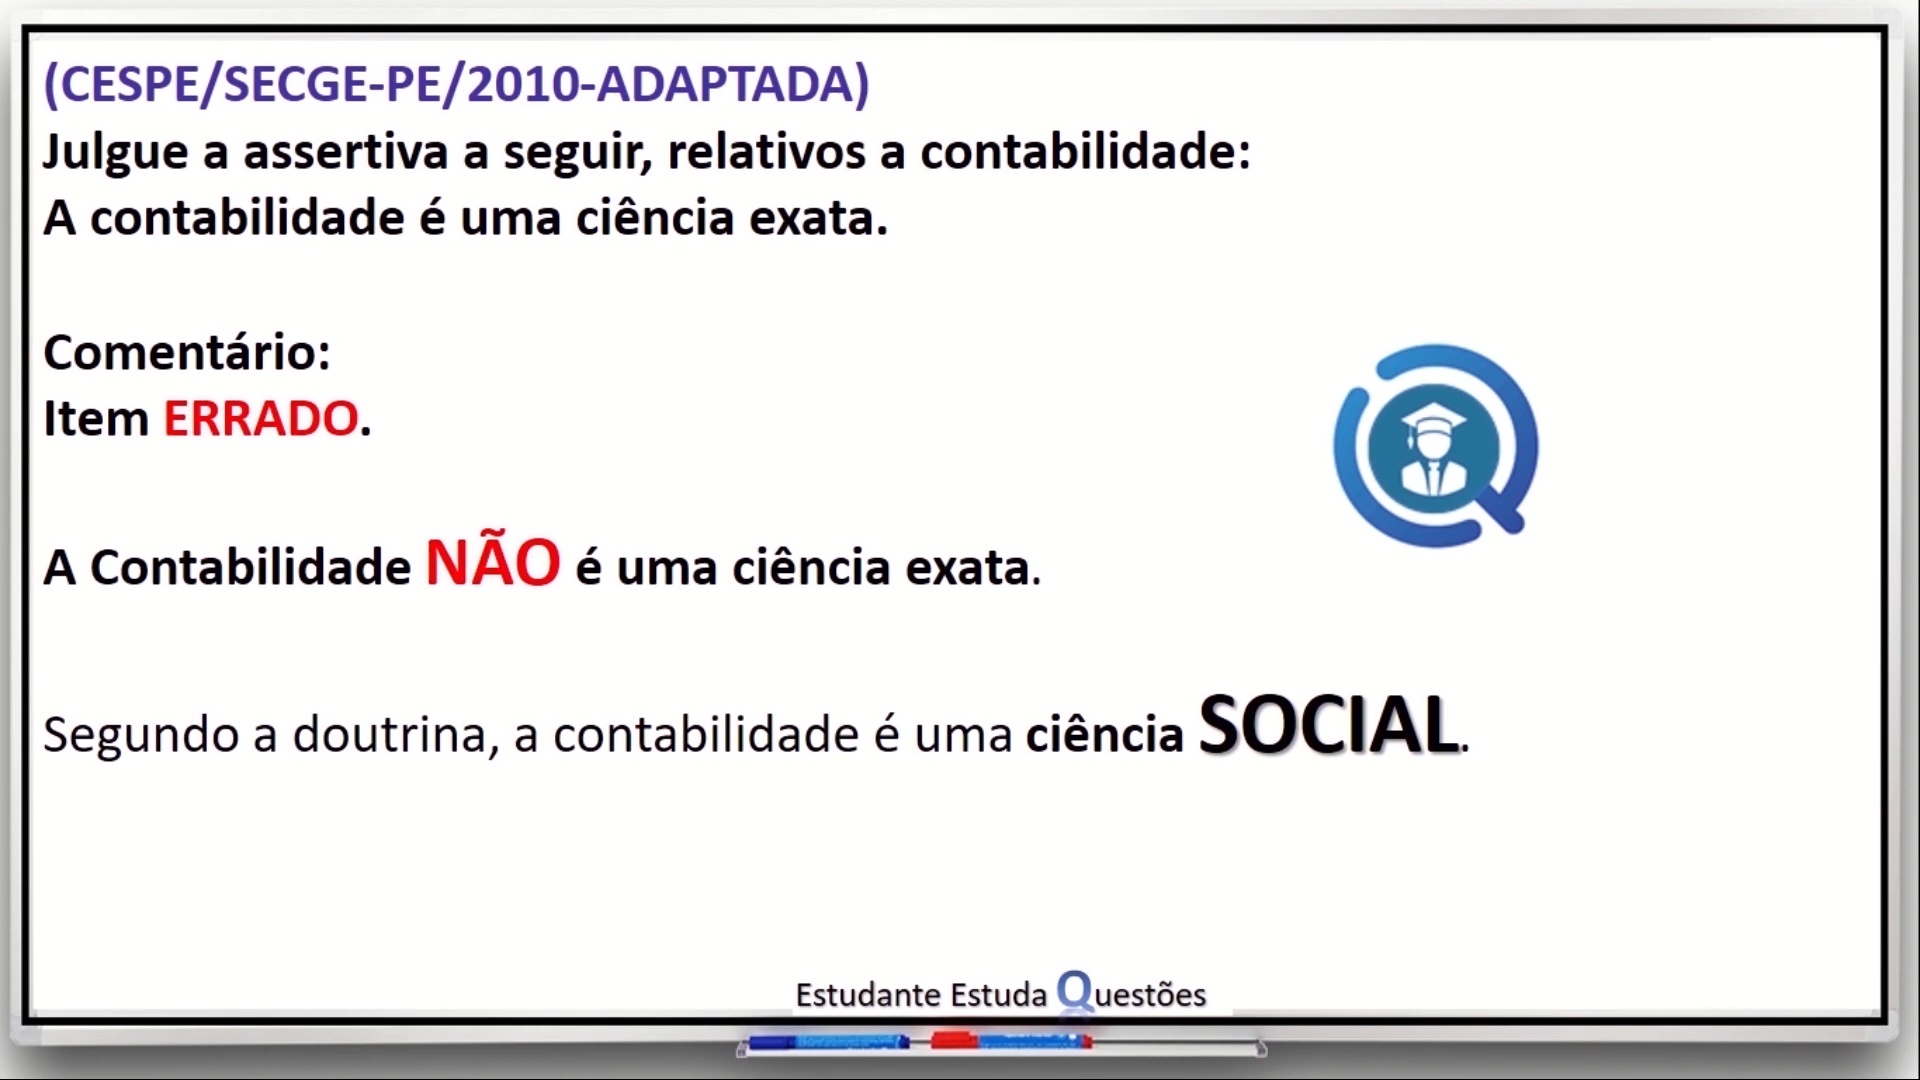 (CESPE/SECGE-PE/2010-ADAPTADA)
Julgue a assertiva a seguir, relativos a contabilidade:
A contabilidade é uma ciência exata.
Comentário:
Item ERRADO.
A Contabilidade NÃO é uma ciência exata.
Segundo a doutrina, a contabilidade é uma ciência SOCIAL.
Estudante Estuda Questões